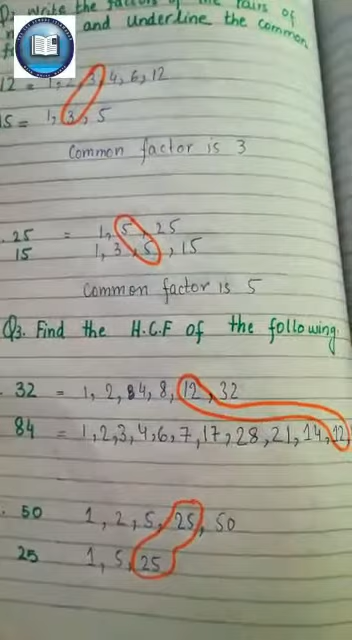 Q2 write the factors of the pairs of
and underline the common
12 = 1, 2, 3, 4, 6, 12
15 = 1, 3, 5
Common factor is 3
. 25 = 1, 5, 25
15 1, 3, 5, 15
Common factor is 5
Q3. Find the H.C.F of the following.
. 32 = 1, 2, 4, 8, 12, 32
84 = 1, 2, 3, 4, 6, 7, 17, 28, 21, 14, 12
. 50 1, 2, 5, 25, 50
25 1, 5, 25